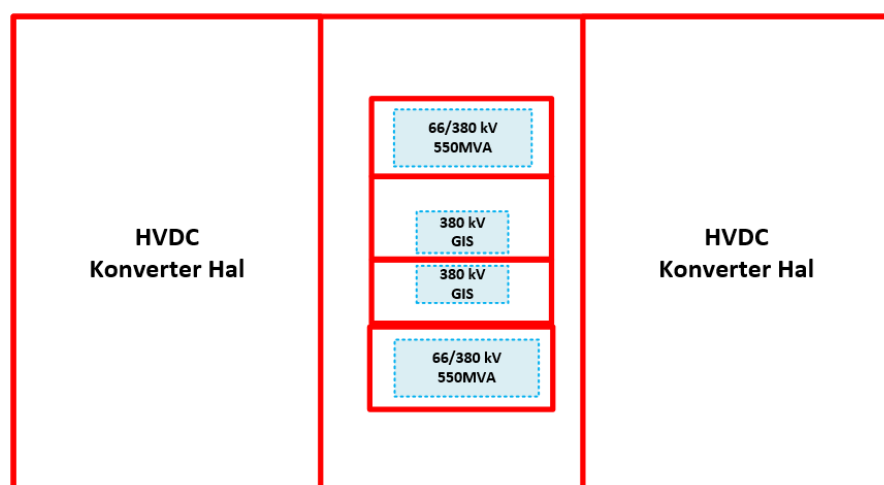 HVDC
Konverter Hal
66/380 kV
550MVA
380 kV
GIS
380 kV
GIS
66/380 kV
550MVA
HVDC
Konverter Hal